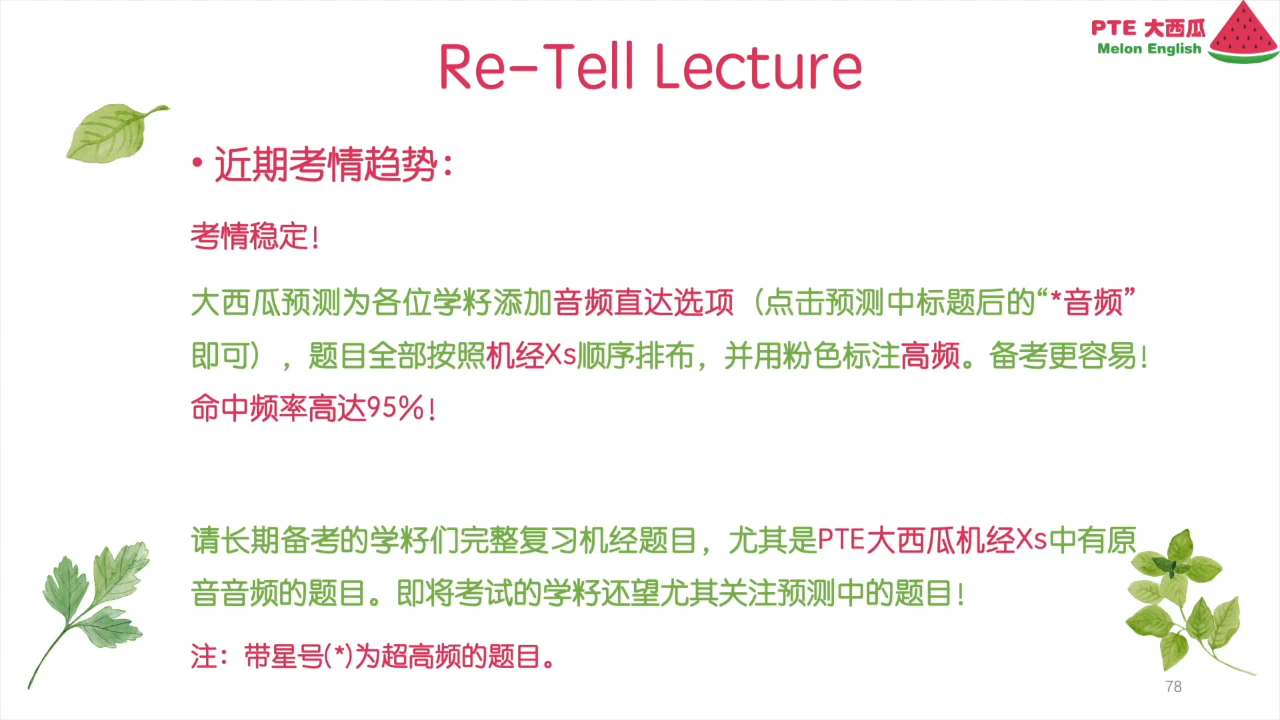 PTE 大西瓜
Melon English
Re-Tell Lecture
• 近期考情趋势：
考情稳定！
大西瓜预测为各位学籽添加音频直达选项（点击预测中标题后的“*音频”
即可），题目全部按照机经Xs顺序排布，并用粉色标注高频。备考更容易！
命中频率高达95%！
请长期备考的学籽们完整复习机经题目，尤其是PTE大西瓜机经Xs中有原
音音频的题目。即将考试的学籽还望尤其关注预测中的题目！
注：带星号(*)为超高频的题目。
78